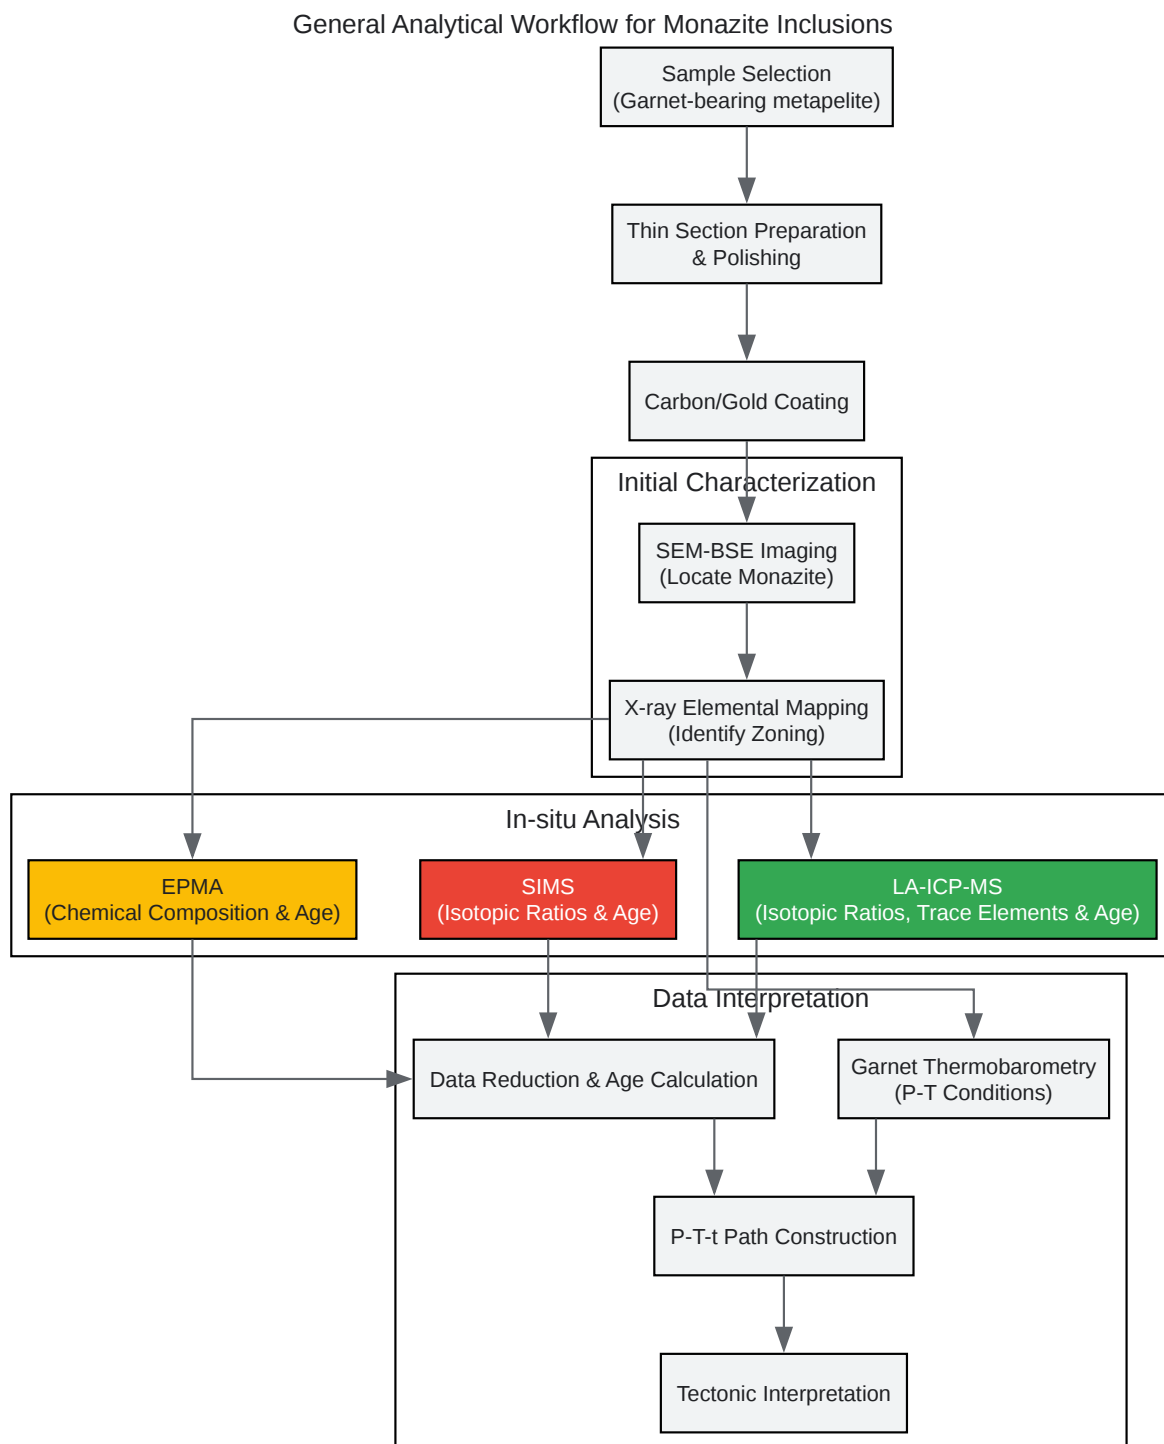 General Analytical Workflow for Monazite Inclusions
Sample Selection
(Garnet-bearing metapelite)
Thin Section Preparation
& Polishing
Carbon/Gold Coating
Initial Characterization
SEM-BSE Imaging
(Locate Monazite)
X-ray Elemental Mapping
(Identify Zoning)
In-situ Analysis
EPMA
(Chemical Composition & Age)
SIMS
(Isotopic Ratios & Age)
LA-ICP-MS
(Isotopic Ratios, Trace Elements & Age)
Data Interpretation
Data Reduction & Age Calculation
Garnet Thermobarometry
(P-T Conditions)
P-T-t Path Construction
Tectonic Interpretation